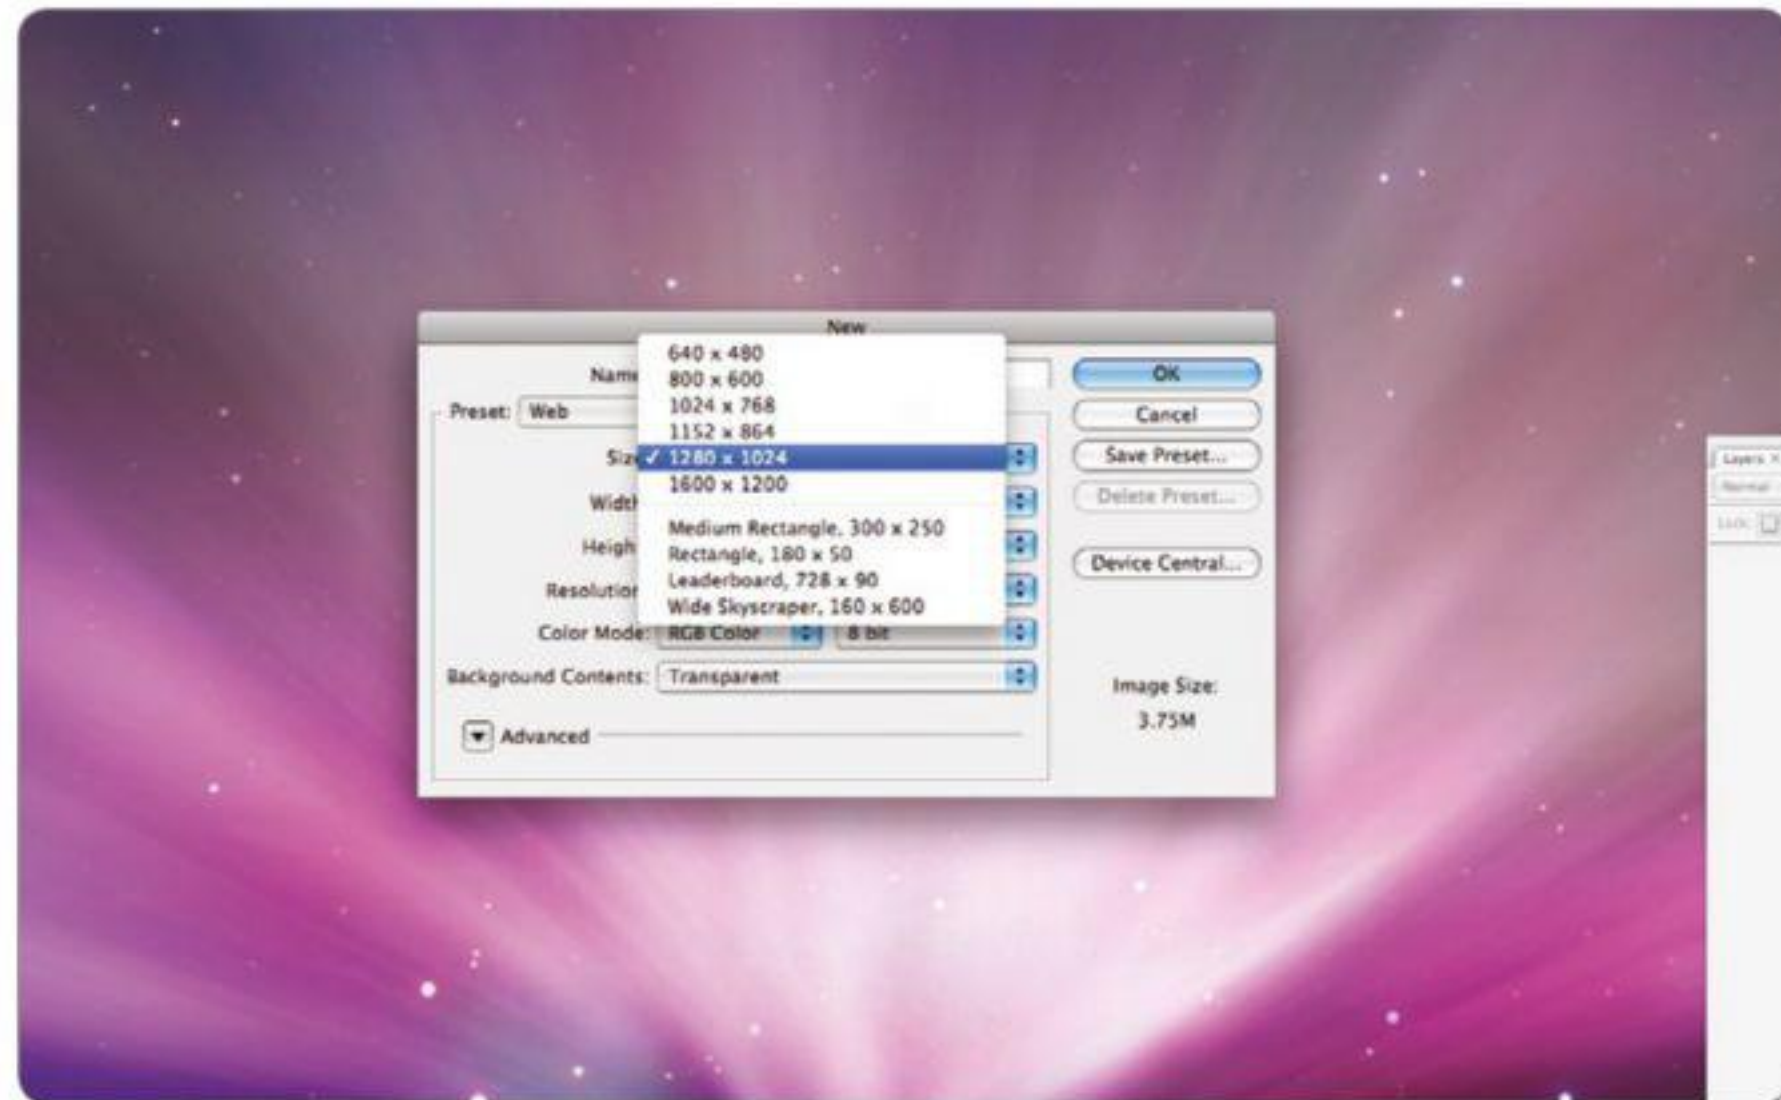 New
640 x 480
Name
800 x 600
1024 x 768
Preset: Web
1152 x 864
Size ✓ 1280 x 1024
1600 x 1200
Width
Medium Rectangle, 300 x 250
Heigh
Rectangle, 180 x 50
Leaderboard, 728 x 90
Resolution
Wide Skyscraper, 160 x 600
Color Mode: RGB Color 8 bit
Background Contents: Transparent
Advanced
OK
Cancel
Save Preset...
Delete Preset...
Device Central...
Image Size:
3.75M
Layers ×
Normal
Lock: